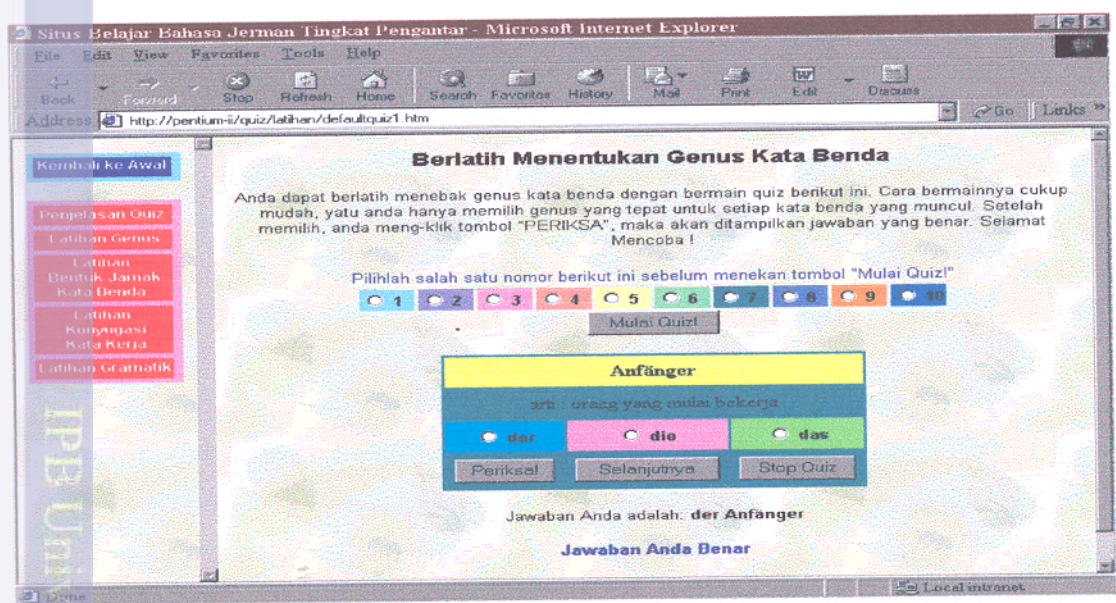 Situs Belajar Bahasa Jerman Tingkat Pengantar - Microsoft Internet Explorer
File Edit View Favorites Tools Help
Back Forward Stop Refresh Home Search Favorites History Mail Print Edit Discuss
Address http://pentium-ii/quiz/latihan/defaultquiz1.htm Go Links »
Kembali ke Awal
Penjelasan Quiz
Latihan Genus
Latihan
Bentuk Jamak
Kata Benda
Latihan
Konyugasi
Kata Kerja
Latihan Gramatik
Berlatih Menentukan Genus Kata Benda
Anda dapat berlatih menebak genus kata benda dengan bermain quiz berikut ini. Cara bermainnya cukup
mudah, yatu anda hanya memilih genus yang tepat untuk setiap kata benda yang muncul. Setelah
memilih, anda meng-klik tombol "PERIKSA", maka akan ditampilkan jawaban yang benar. Selamat
Mencoba !
Pilihlah salah satu nomor berikut ini sebelum menekan tombol "Mulai Quiz!"
1 2 3 4 5 6 7 8 9 10
Mulai Quiz!
Anfänger
arti : orang yang mulai bekerja
der die das
Periksa! Selanjutnya Stop Quiz
Jawaban Anda adalah: der Anfänger
Jawaban Anda Benar
Done Local intranet
IPB Univ